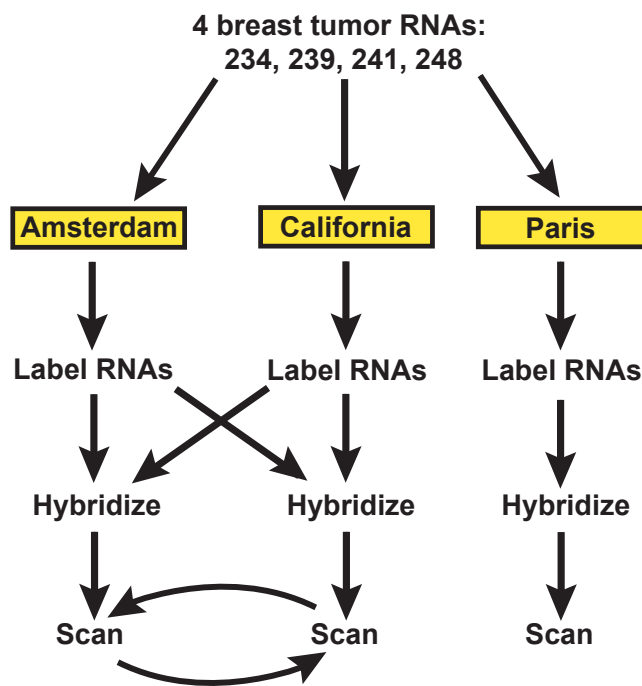 4 breast tumor RNAs:
234, 239, 241, 248
Amsterdam
California
Paris
Label RNAs
Label RNAs
Label RNAs
Hybridize
Hybridize
Hybridize
Scan
Scan
Scan